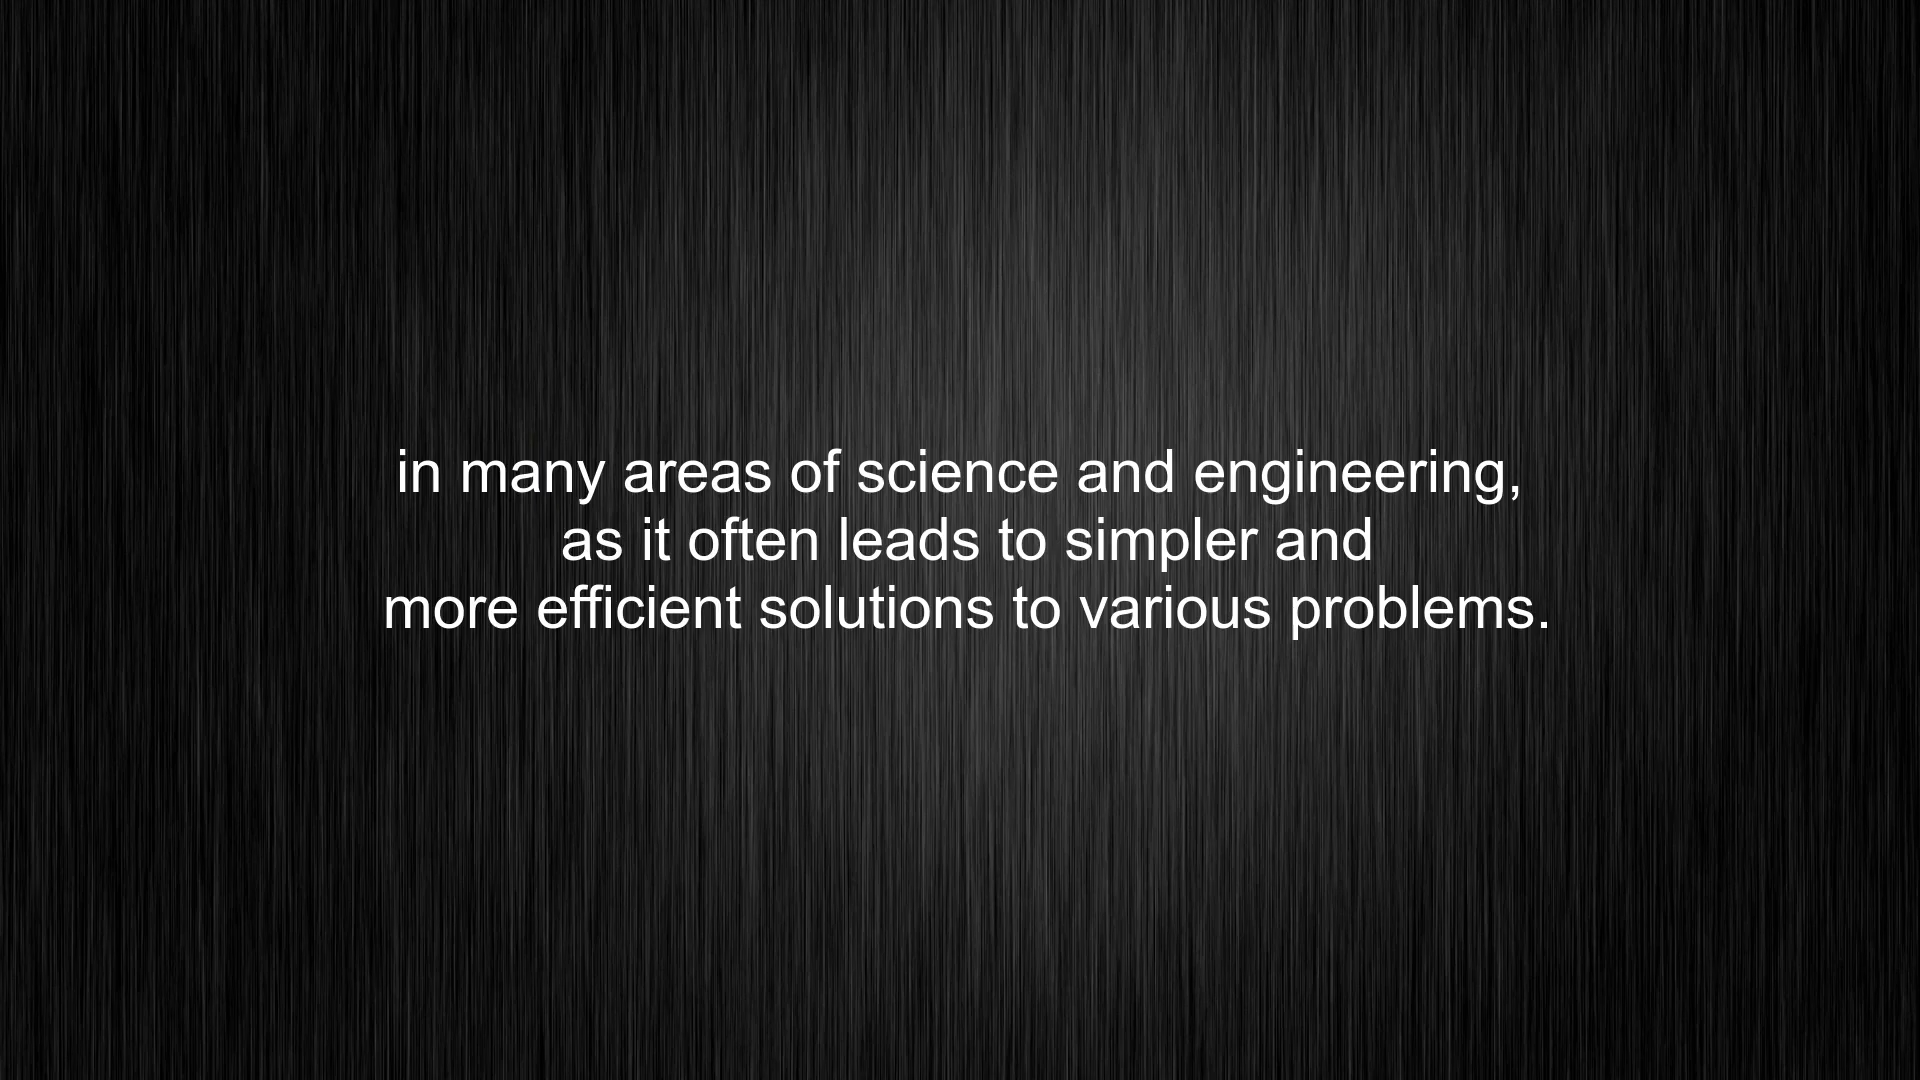 in many areas of science and engineering,
as it often leads to simpler and
more efficient solutions to various problems.